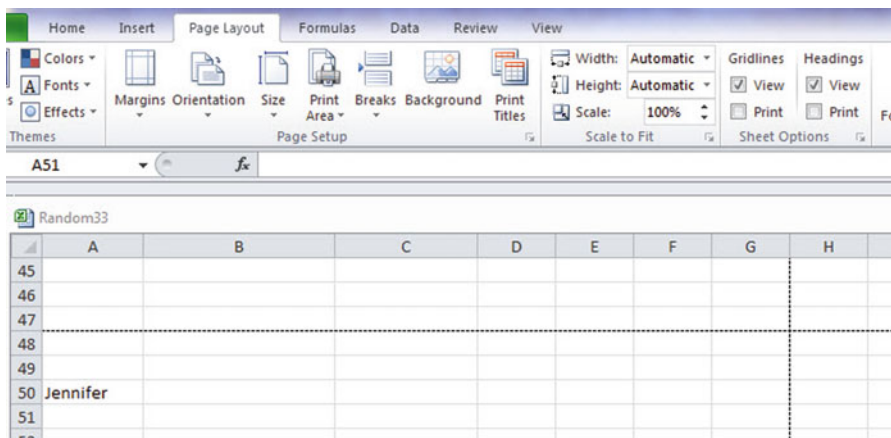 Home Insert Page Layout Formulas Data Review View
Colors Width: Automatic Gridlines Headings
Fonts Height: Automatic View View
Effects Margins Orientation Size Print Area Breaks Background Print Titles Scale: 100% Print Print
Themes Page Setup Scale to Fit Sheet Options
A51 fx
Random33
A B C D E F G H
45
46
47
48
49
50 Jennifer
51